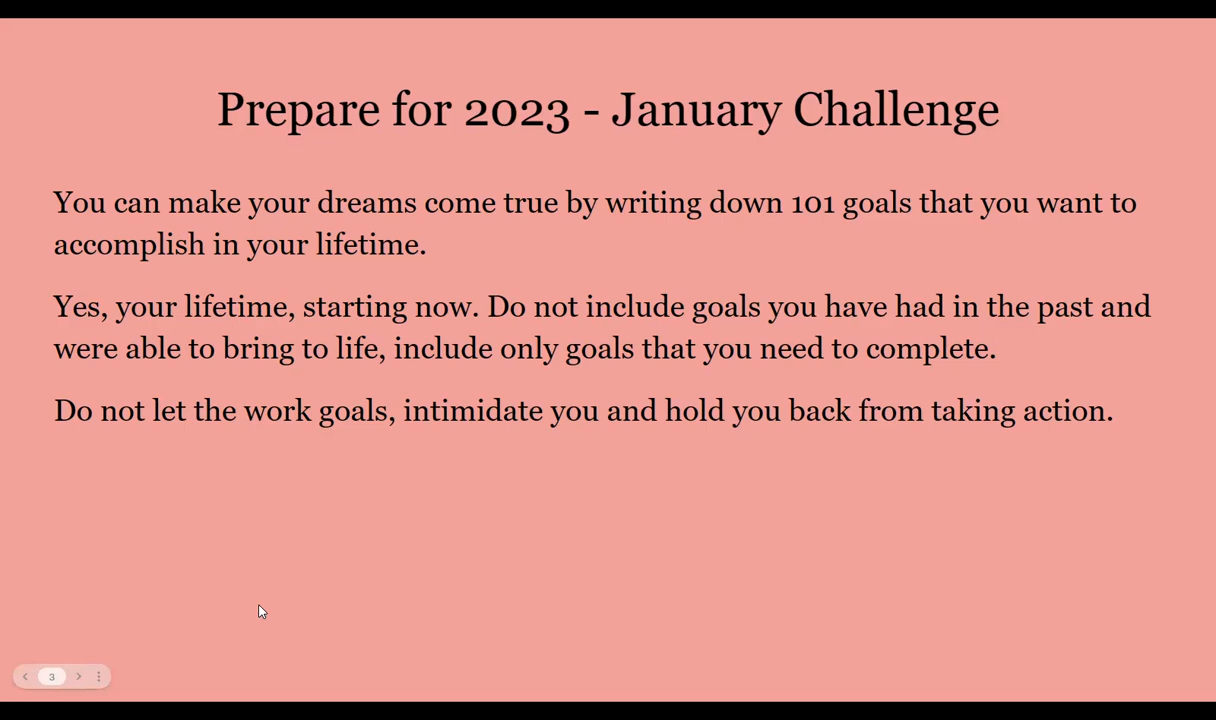 Prepare for 2023 - January Challenge
You can make your dreams come true by writing down 101 goals that you want to
accomplish in your lifetime.
Yes, your lifetime, starting now. Do not include goals you have had in the past and
were able to bring to life, include only goals that you need to complete.
Do not let the work goals, intimidate you and hold you back from taking action.
3